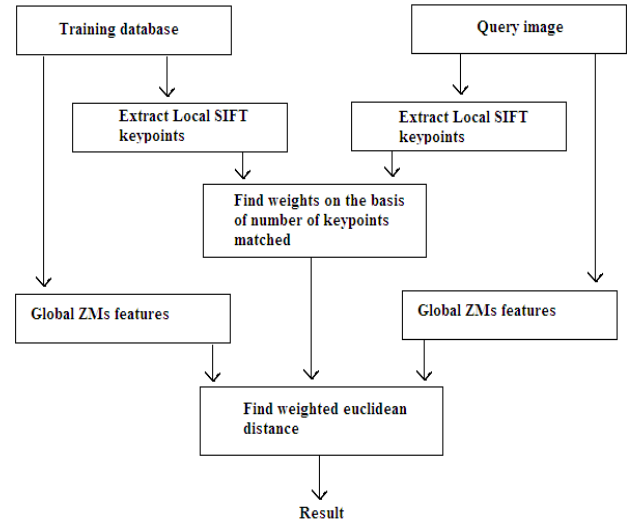 Training database
Query image
Extract Local SIFT
keypoints
Extract Local SIFT
keypoints
Find weights on the basis
of number of keypoints
matched
Global ZMs features
Global ZMs features
Find weighted euclidean
distance
Result